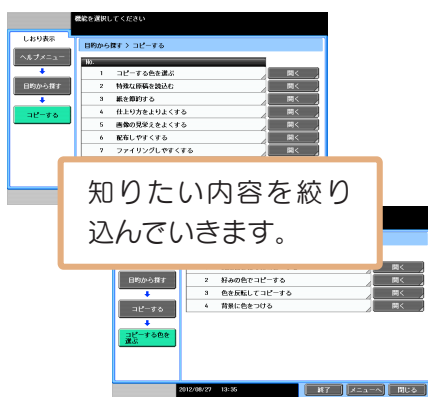 機能を選択してください
しおり表示
目的から探す > コピーする
ヘルプメニュー
No.
1 コピーする色を選ぶ 開く
目的から探す
2 特殊な原稿を読込む 開く
3 紙を節約する 開く
コピーする
4 仕上り方をよりよくする 開く
5 画像の見栄えをよくする 開く
6 配布しやすくする 開く
7 ファイリングしやすくする 開く
知りたい内容を絞り
込んでいきます。
開く
目的から探す
2 好みの色でコピーする 開く
3 色を反転してコピーする 開く
コピーする
4 背景に色をつける 開く
コピーする色を
選ぶ
2012/08/27 13:35 終了 メニューへ 閉じる